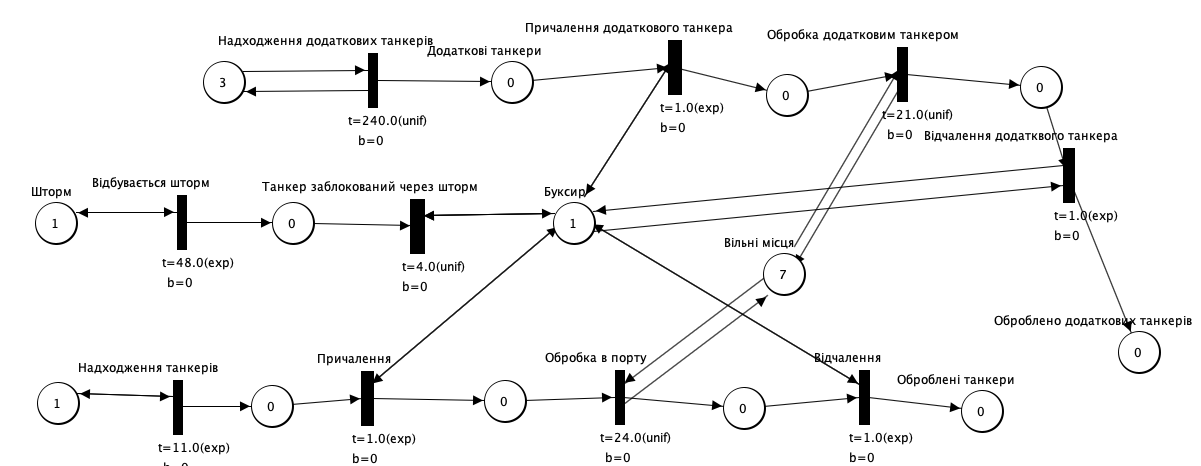 Причалення додаткового танкера
Надходження додаткових танкерів
Обробка додатковим танкером
Додаткові танкери
3
0
0
0
t=240.0(unif)
b=0
t=1.0(exp)
b=0
t=21.0(unif)
b=0
Відчалення додаткового танкера
Шторм
Відбувається шторм
Танкер заблокований через шторм
Буксир
1
0
1
t=1.0(exp)
b=0
t=48.0(exp)
b=0
t=4.0(unif)
b=0
Вільні місця
7
Оброблено додаткових танкерів
0
Надходження танкерів
Причалення
Обробка в порту
Відчалення
Оброблені танкери
1
0
0
0
0
t=11.0(exp)
t=1.0(exp)
b=0
t=24.0(unif)
b=0
t=1.0(exp)
b=0